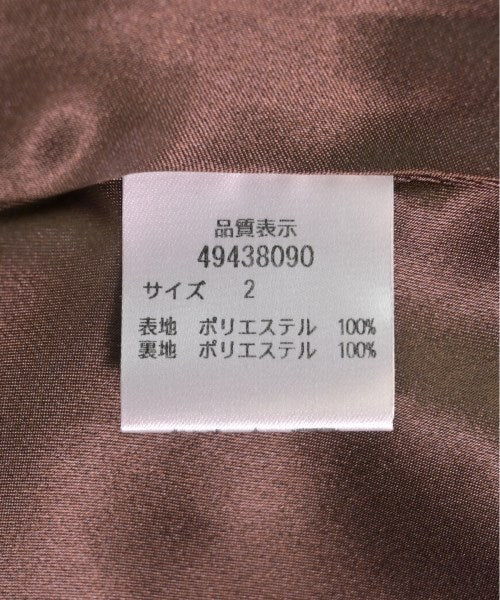 品質表示
49438090
サイズ 2
表地 ポリエステル 100%
裏地 ポリエステル 100%